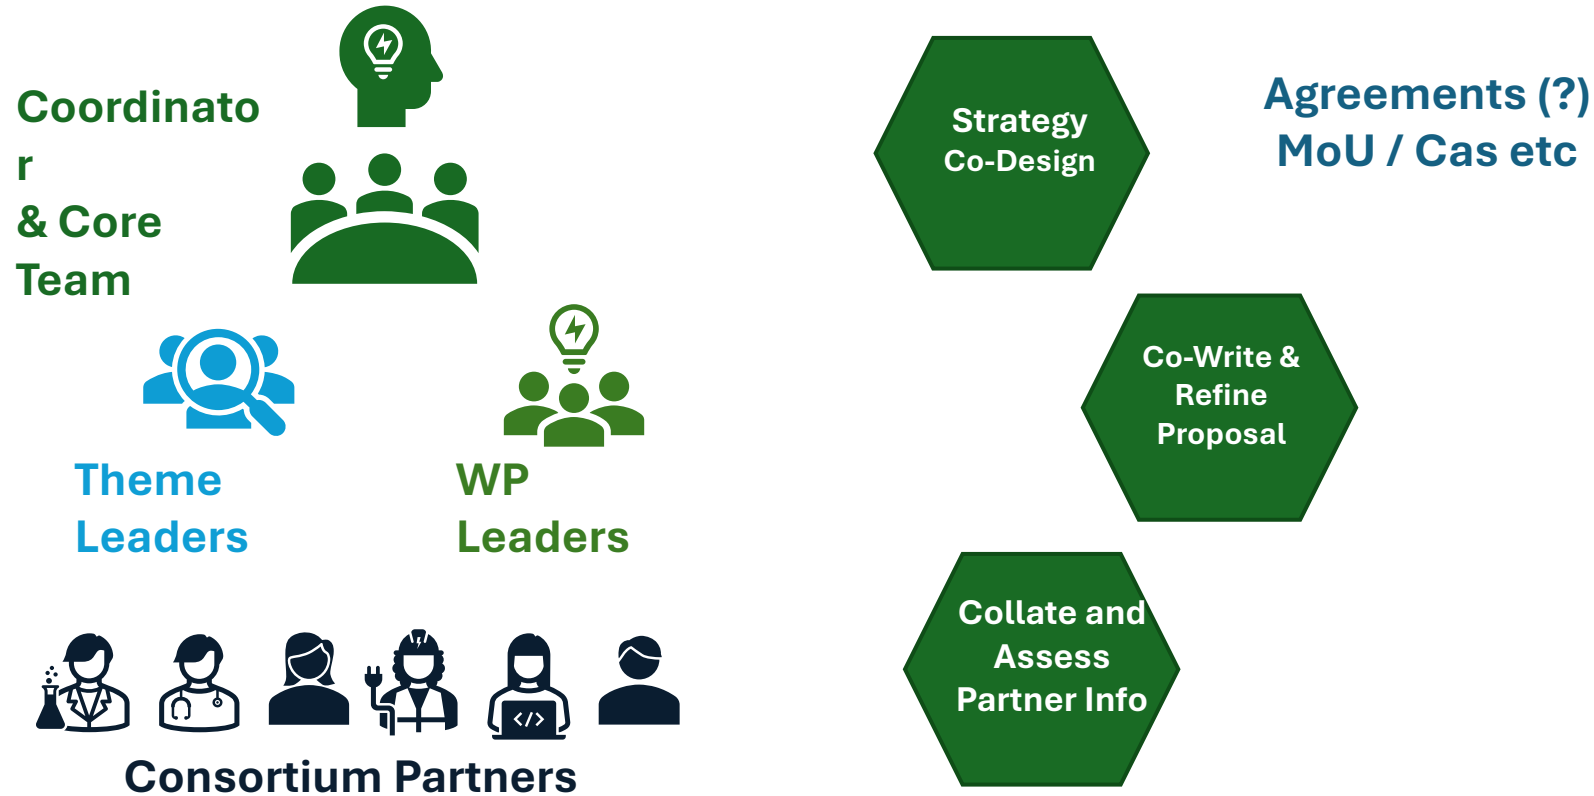 Coordinato
r
& Core
Team
Theme
Leaders
WP
Leaders
Consortium Partners
Strategy
Co-Design
Agreements (?)
MoU / Cas etc
Co-Write &
Refine
Proposal
Collate and
Assess
Partner Info